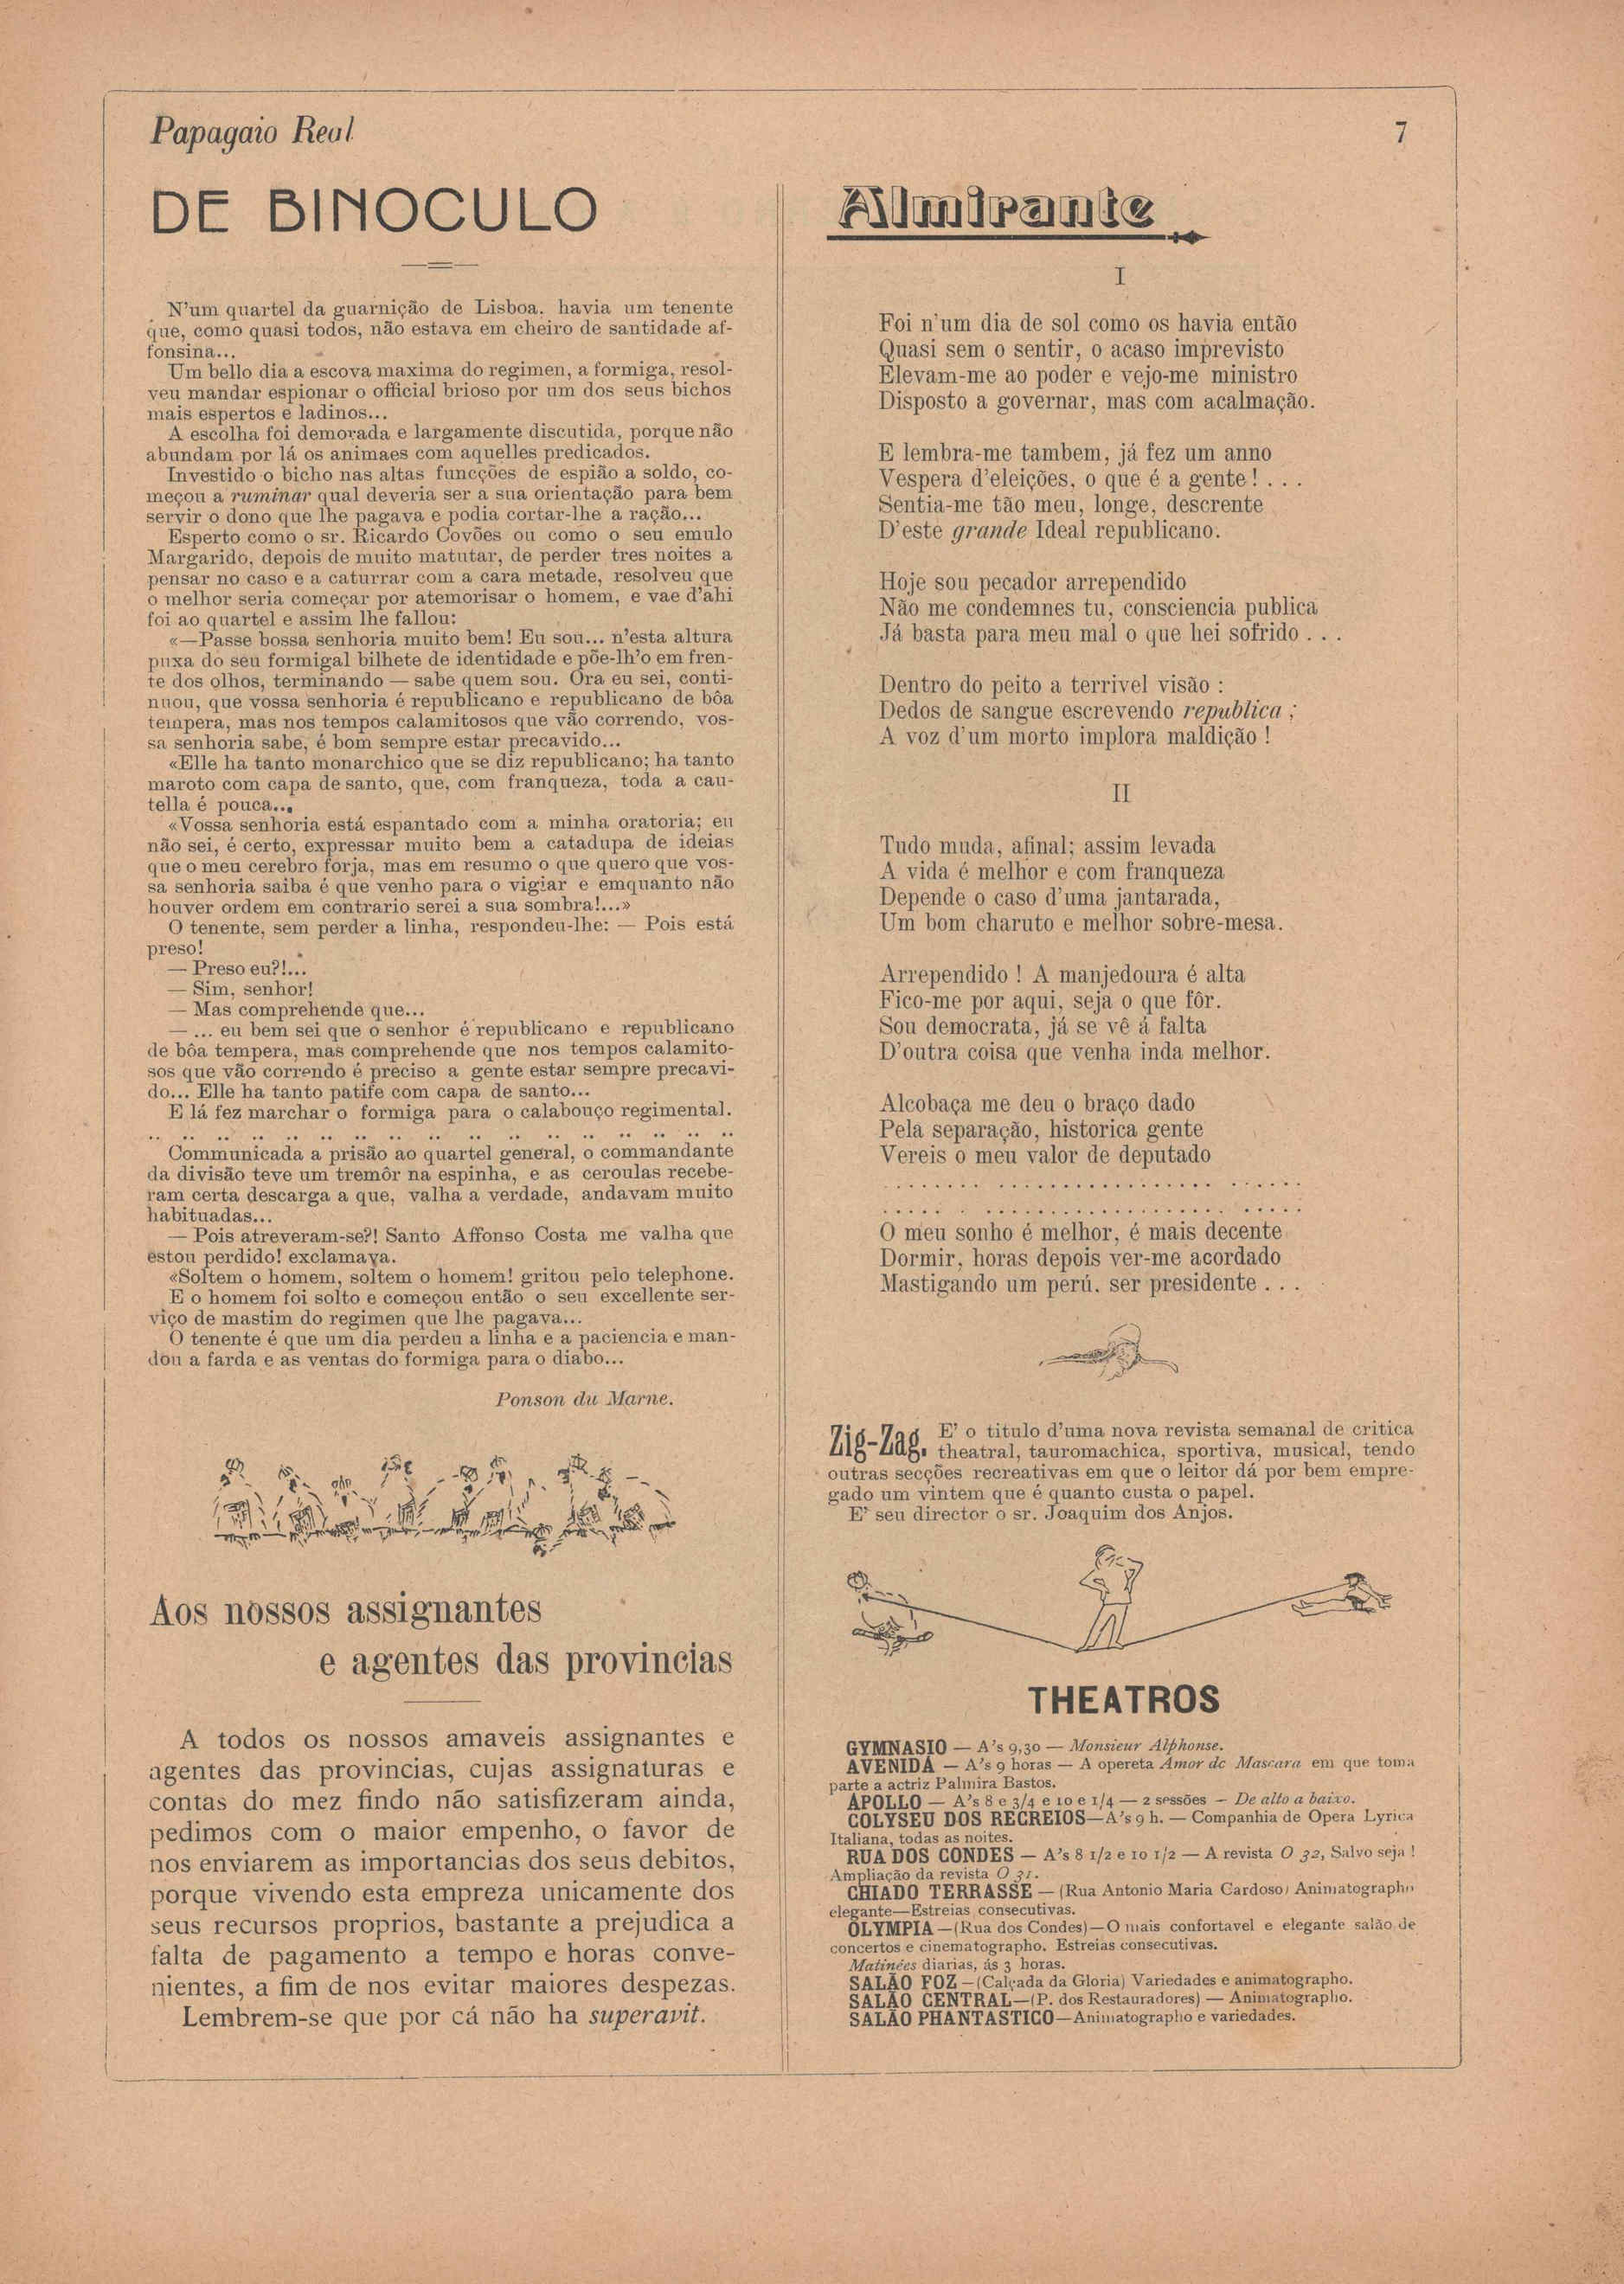 Papagaio Real
7
DE BINOCULO
N'um quartel da guarnição de Lisboa, havia um tenente
que, como quasi todos, não estava em cheiro de santidade af-
fonsina...
Um bello dia a escova maxima do regimen, a formiga, resol-
veu mandar espionar o official brioso por um dos seus bichos
mais espertos e ladinos...
A escolha foi demorada e largamente discutida, porque não
abundam por lá os animaes com aquelles predicados.
Investido o bicho nas altas funcções de espião a soldo, co-
meçou a ruminar qual deveria ser a sua orientação para bem
servir o dono que lhe pagava e podia cortar-lhe a ração...
Esperto como o sr. Ricardo Covões ou como o seu emulo
Margarido, depois de muito matutar, de perder tres noites a
pensar no caso e a caturrar com a cara metade, resolveu que
o melhor seria começar por atemorisar o homem, e vae d'ahi
foi ao quartel e assim lhe fallou:
«—Passe bossa senhoria muito bem! Eu sou... n'esta altura
puxa do seu formigal bilhete de identidade e põe-lh'o em fren-
te dos olhos, terminando — sabe quem sou. Ora eu sei, conti-
nuou, que vossa senhoria é republicano e republicano de bôa
tempera, mas nos tempos calamitosos que vão correndo, vos-
sa senhoria sabe, é bom sempre estar precavido...
«Elle ha tanto monarchico que se diz republicano; ha tanto
maroto com capa de santo, que, com franqueza, toda a cau-
tella é pouca...
«Vossa senhoria está espantado com a minha oratoria; eu
não sei, é certo, expressar muito bem a catadupa de ideias
que o meu cerebro forja, mas em resumo o que quero que vos-
sa senhoria saiba é que venho para o vigiar e emquanto não
houver ordem em contrario serei a sua sombra!...»
O tenente, sem perder a linha, respondeu-lhe: — Pois está
preso!
— Preso eu?!...
— Sim, senhor!
— Mas comprehende que...
— ... eu bem sei que o senhor é republicano e republicano
de bôa tempera, mas comprehende que nos tempos calamito-
sos que vão correndo é preciso a gente estar sempre precavi-
do... Elle ha tanto patife com capa de santo...
E lá fez marchar o formiga para o calabouço regimental.
.. .. .. .. .. .. .. .. .. .. .. .. .. .. .. .. ..
Communicada a prisão ao quartel general, o commandante
da divisão teve um tremôr na espinha, e as ceroulas recebe-
ram certa descarga a que, valha a verdade, andavam muito
habituadas...
— Pois atreveram-se?! Santo Affonso Costa me valha que
estou perdido! exclamava.
«Soltem o homem, soltem o homem! gritou pelo telephone.
E o homem foi solto e começou então o seu excellente ser-
viço de mastim do regimen que lhe pagava...
O tenente é que um dia perdeu a linha e a paciencia e man-
dou a farda e as ventas do formiga para o diabo...
Ponson du Marne.
Aos nossos assignantes
e agentes das provincias
A todos os nossos amaveis assignantes e
agentes das provincias, cujas assignaturas e
contas do mez findo não satisfizeram ainda,
pedimos com o maior empenho, o favor de
nos enviarem as importancias dos seus debitos,
porque vivendo esta empreza unicamente dos
seus recursos proprios, bastante a prejudica a
falta de pagamento a tempo e horas conve-
nientes, a fim de nos evitar maiores despezas.
Lembrem-se que por cá não ha superavit.
Almirante
I
Foi n'um dia de sol como os havia então
Quasi sem o sentir, o acaso imprevisto
Elevam-me ao poder e vejo-me ministro
Disposto a governar, mas com acalmação.
E lembra-me tambem, já fez um anno
Vespera d'eleições, o que é a gente! . . .
Sentia-me tão meu, longe, descrente
D'este grande Ideal republicano.
Hoje sou pecador arrependido
Não me condemnes tu, consciencia publica
Já basta para meu mal o que hei sofrido . . .
Dentro do peito a terrivel visão :
Dedos de sangue escrevendo republica ;
A voz d'um morto implora maldição !
II
Tudo muda, afinal; assim levada
A vida é melhor e com franqueza
Depende o caso d'uma jantarada,
Um bom charuto e melhor sobre-mesa.
Arrependido ! A manjedoura é alta
Fico-me por aqui, seja o que fôr.
Sou democrata, já se vê á falta
D'outra coisa que venha inda melhor.
Alcobaça me deu o braço dado
Pela separação, historica gente
Vereis o meu valor de deputado
. . . . . . . . . . . . . . . . . . . . . . . . . . . . .
. . . . . . . . . . . . . . . . . . . . . . . . . . . . .
O meu sonho é melhor, é mais decente
Dormir, horas depois ver-me acordado
Mastigando um perú, ser presidente . . .
Zig-Zag. E' o titulo d'uma nova revista semanal de critica
theatral, tauromachica, sportiva, musical, tendo
outras secções recreativas em que o leitor dá por bem empre-
gado um vintem que é quanto custa o papel.
E' seu director o sr. Joaquim dos Anjos.
THEATROS
GYMNASIO — A's 9,30 — Monsieur Alphonse.
AVENIDA — A's 9 horas — A opereta Amor de Mascara em que toma
parte a actriz Palmira Bastos.
APOLLO — A's 8 e 3/4 e 10 e 1/4 — 2 sessões — De alto a baixo.
COLYSEU DOS RECREIOS—A's 9 h. — Companhia de Opera Lyrica
Italiana, todas as noites.
RUA DOS CONDES — A's 8 1/2 e 10 1/2 — A revista O 32, Salvo seja !
Ampliação da revista O 31.
CHIADO TERRASSE — (Rua Antonio Maria Cardoso) Animatographo
elegante—Estreias consecutivas.
OLYMPIA —(Rua dos Condes)—O mais confortavel e elegante salão de
concertos e cinematographo. Estreias consecutivas.
Matinées diarias, ás 3 horas.
SALÃO FOZ —(Calçada da Gloria) Variedades e animatographo.
SALÃO CENTRAL—(P. dos Restauradores) — Animatographo.
SALÃO PHANTASTICO—Animatographo e variedades.